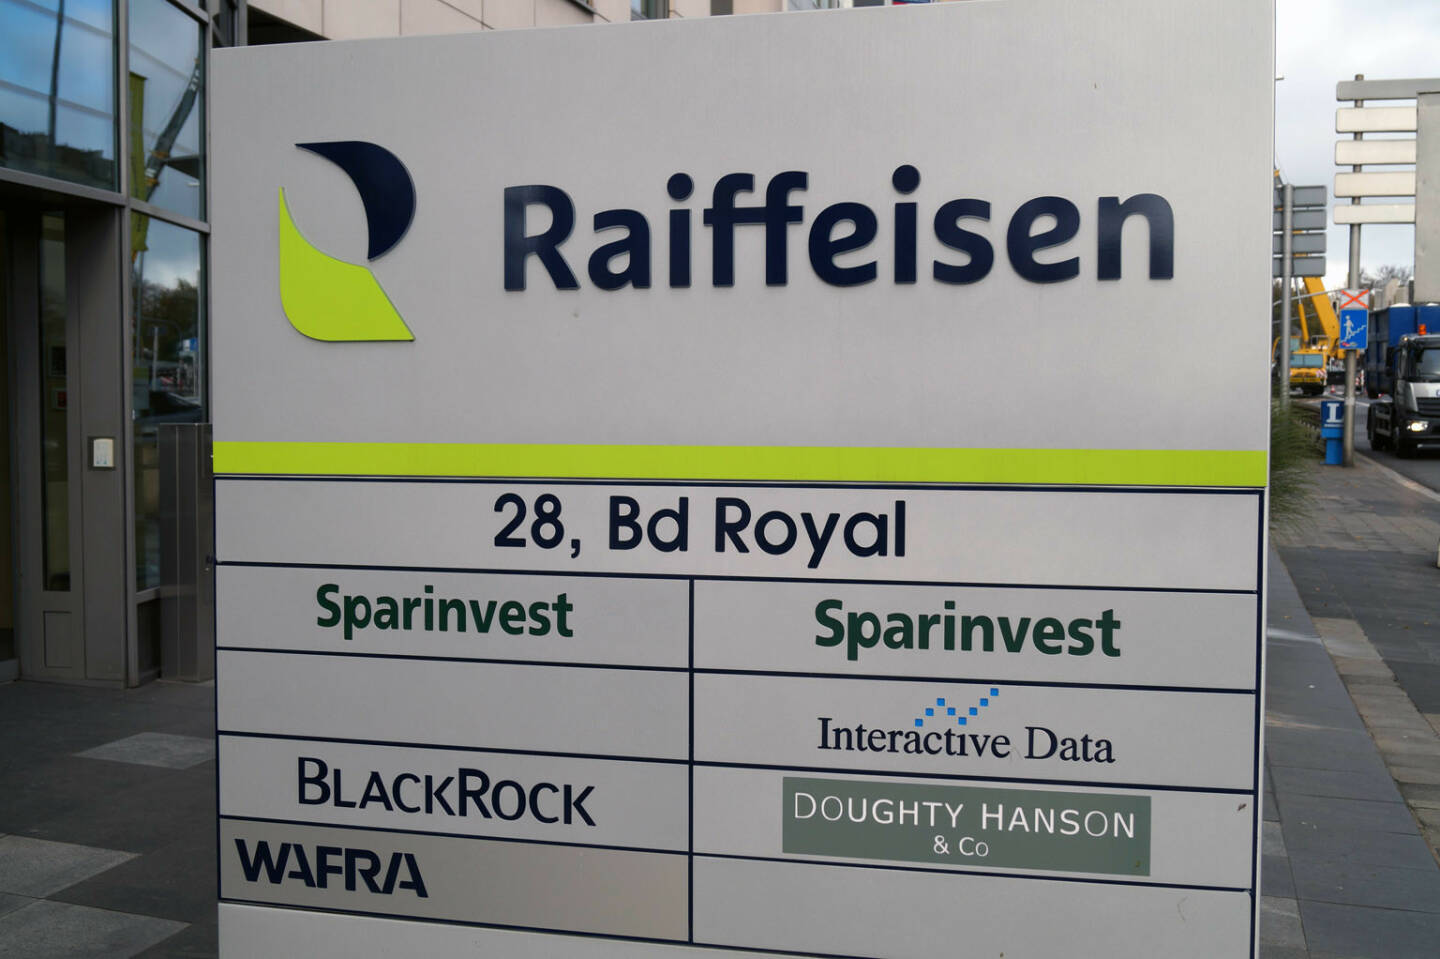 Raiffeisen
28, Bd Royal
Sparinvest
Sparinvest
Interactive Data
BLACKROCK
DOUGHTY HANSON
& Co
WAFRA
L